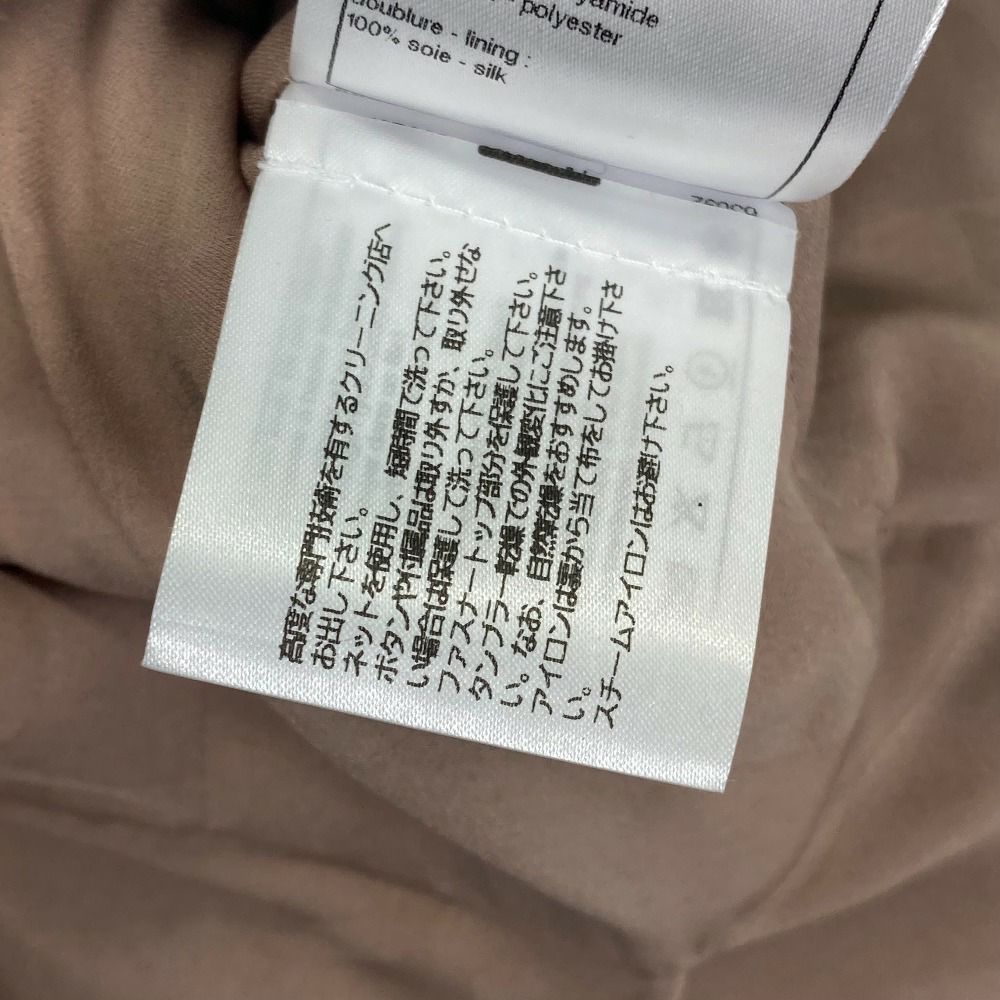 polyester
doublure - lining :
100% soie - silk
高度な専門技術を有するクリーニング店へ
お出し下さい。
ネットを使用し、短時間で洗って下さい。
ボタンや付属品は取り外すか、取り外せな
い場合は保護して洗って下さい。
ファスナートップ部分を保護して下さい。
タンブラー乾燥での外観変化にご注意下さ
い。なお、自然乾燥をおすすめします。
アイロンは裏から当て布をしてお掛け下さ
い。
スチームアイロンはお避け下さい。